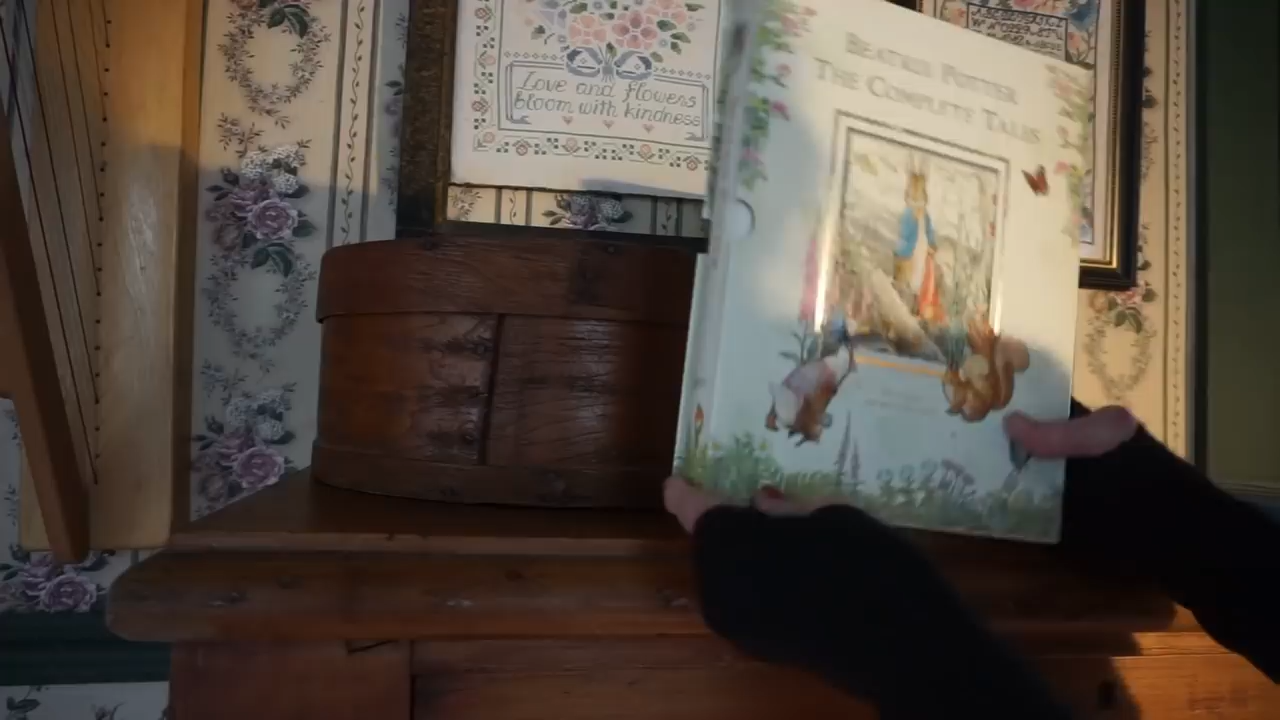 Love and flowers
bloom with kindness
BEATRIX POTTER
THE COMPLETE TALES